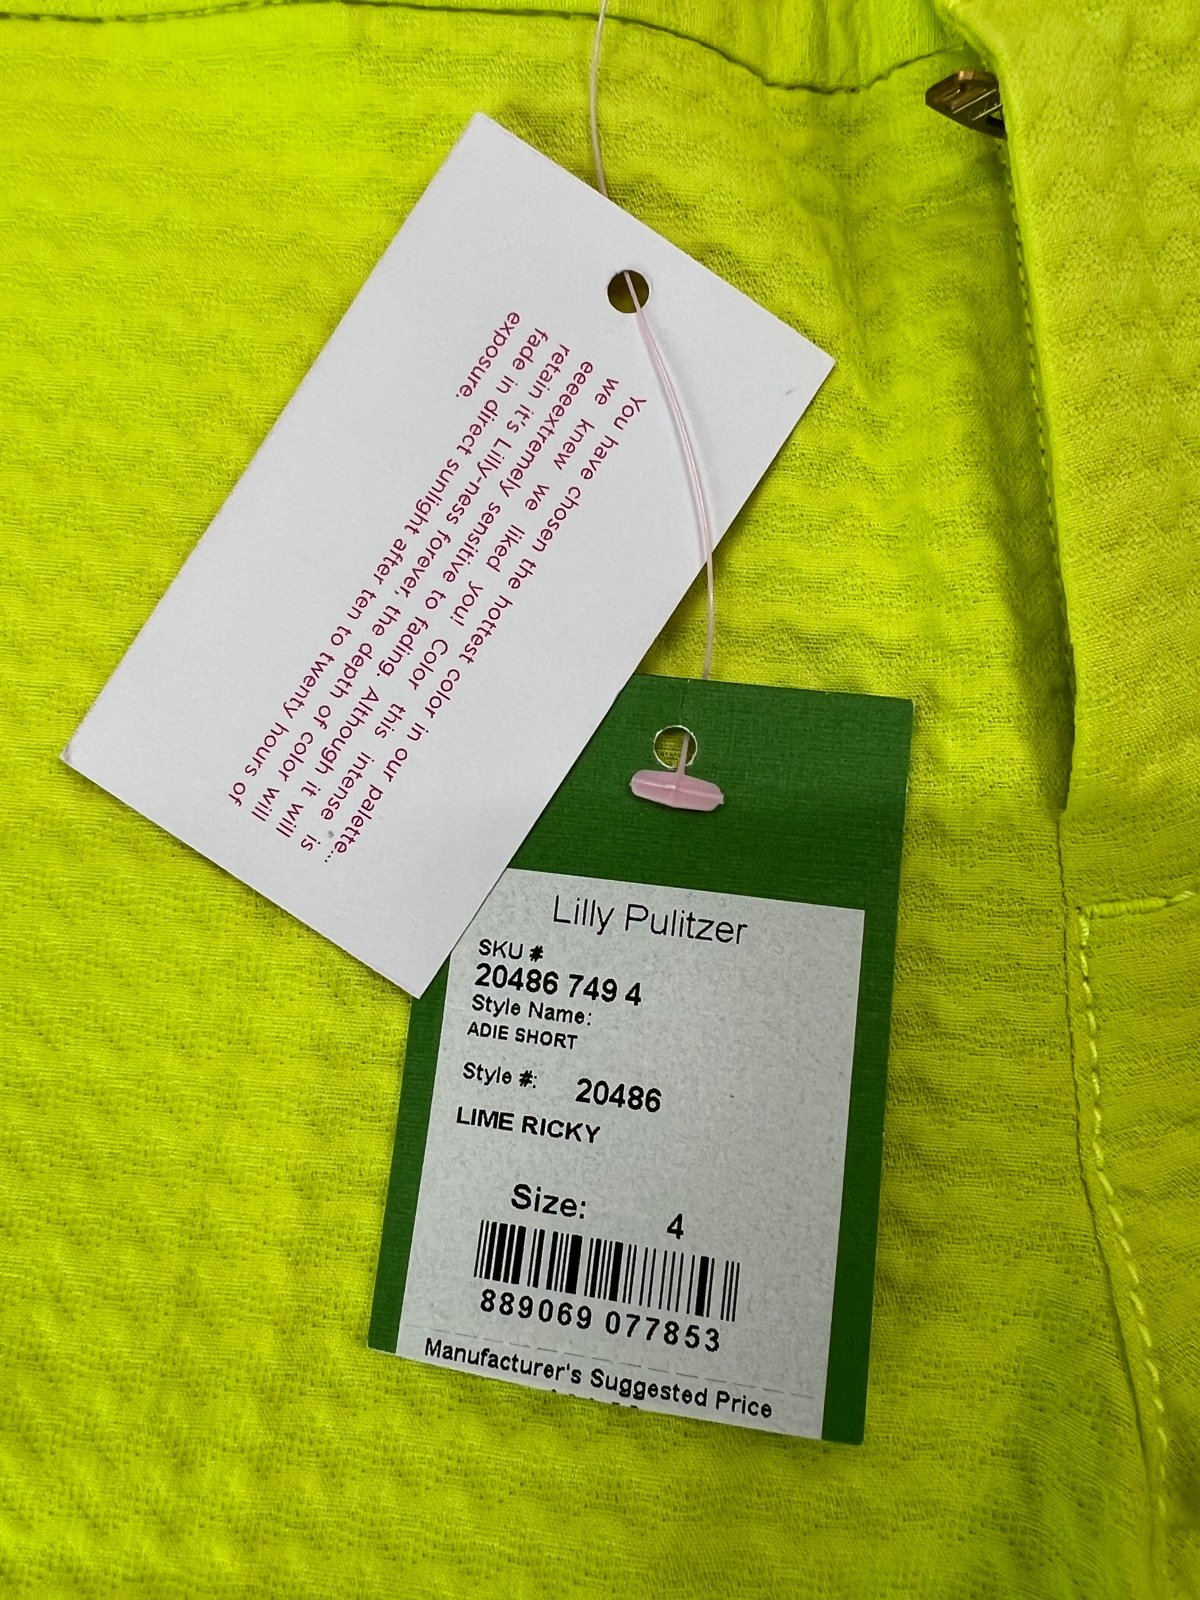 You have chosen the hottest color in our palette...
we knew we liked you! Color this intense is
eeeeextremely sensitive to fading. Although it will
retain it's Lilly-ness forever, the depth of color will
fade in direct sunlight after ten to twenty hours of
exposure.
Lilly Pulitzer
SKU #
20486 749 4
Style Name:
ADIE SHORT
Style #: 20486
LIME RICKY
Size: 4
889069 077853
Manufacturer's Suggested Price